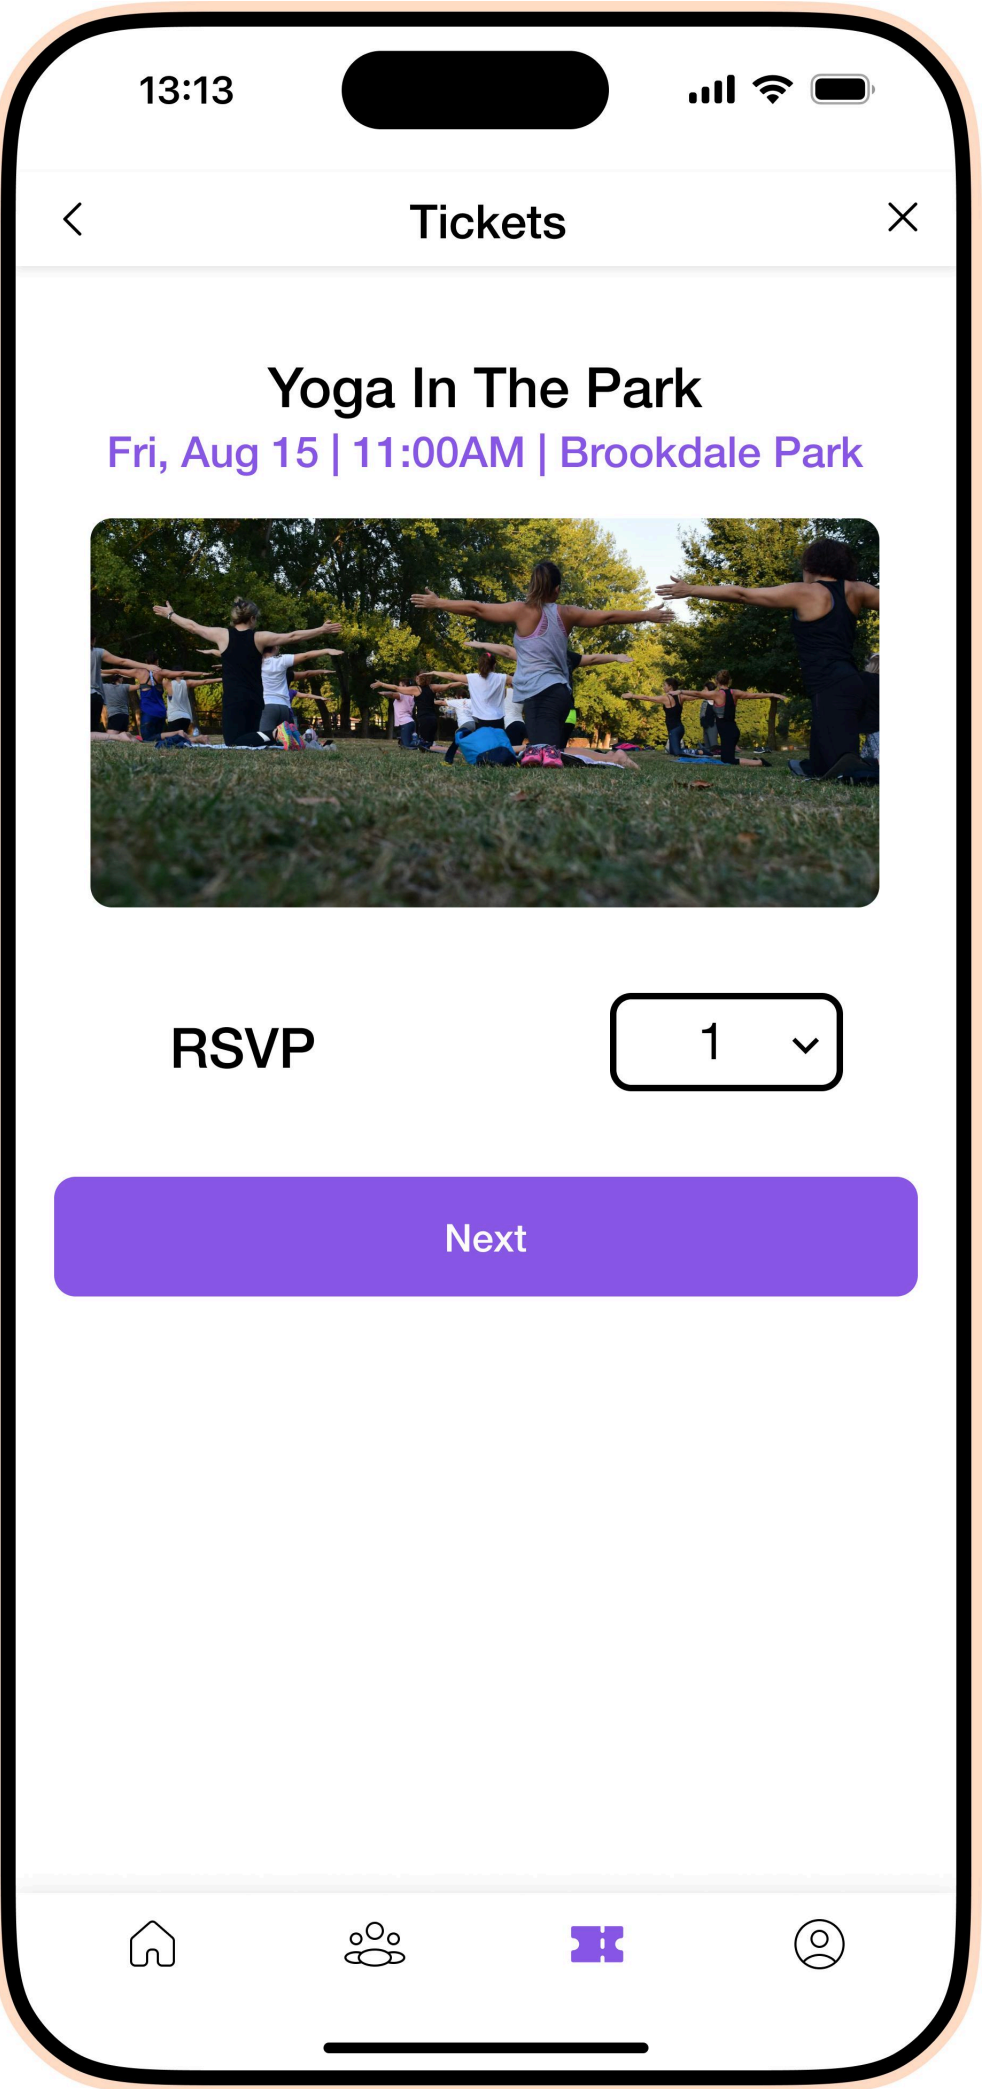 13:13
Tickets
Yoga In The Park
Fri, Aug 15 | 11:00AM | Brookdale Park
RSVP
1
Next